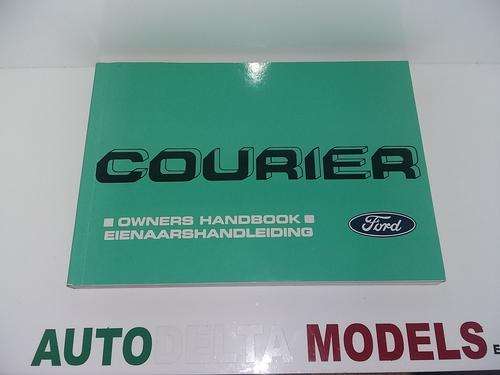 COURIER
OWNERS HANDBOOK
EIENAARSHANDLEIDING
Ford
AUTO DELTA MODELS